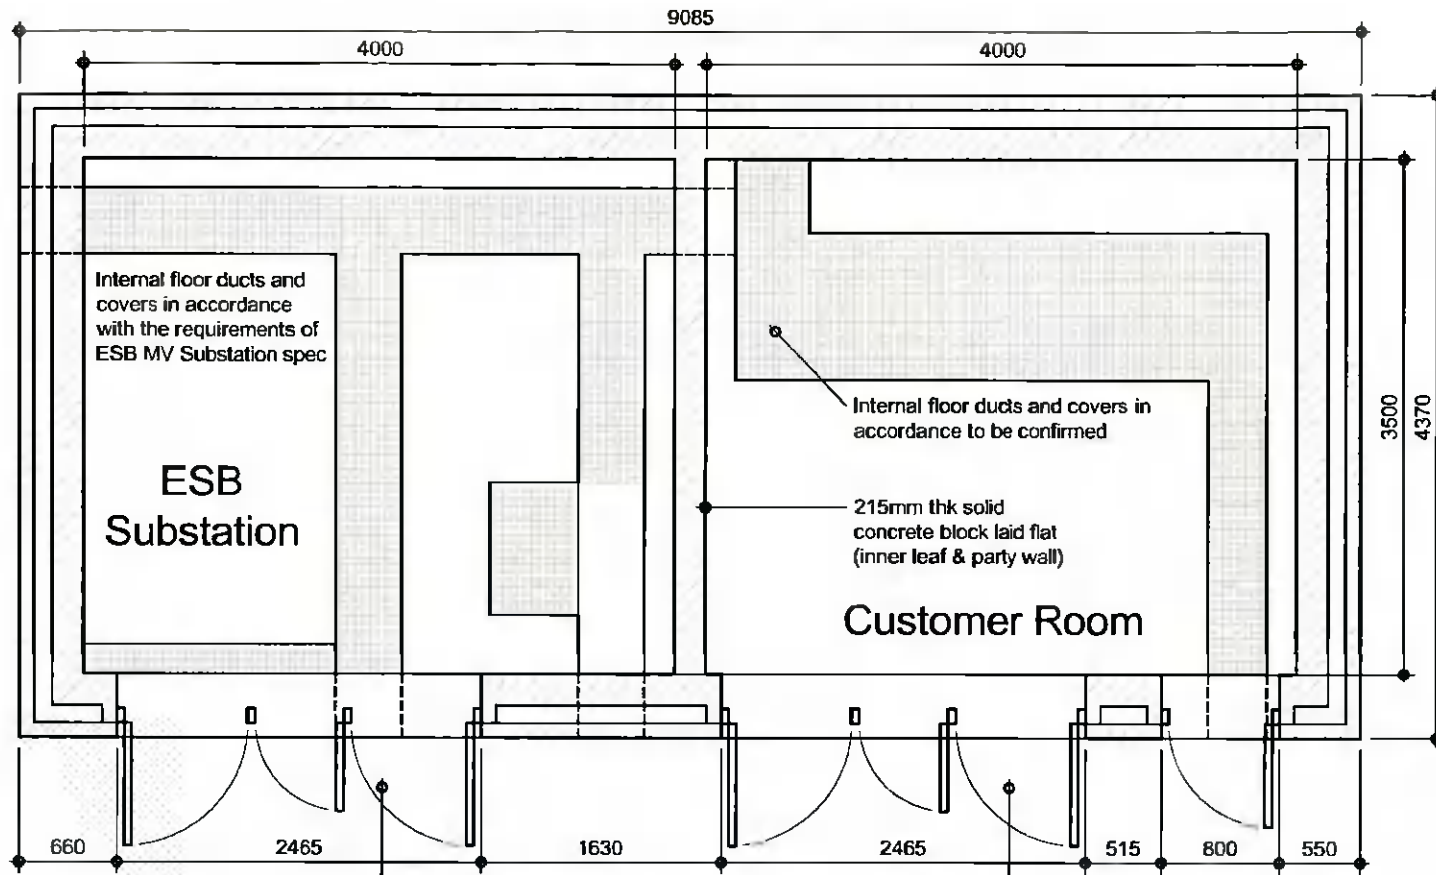 9085
4000
4000
Internal floor ducts and
covers in accordance
with the requirements of
ESB MV Substation spec
ESB
Substation
Internal floor ducts and covers in
accordance to be confirmed
215mm thk solid
concrete block laid flat
(inner leaf & party wall)
Customer Room
3500
4370
660
2465
1630
2465
515
800
550